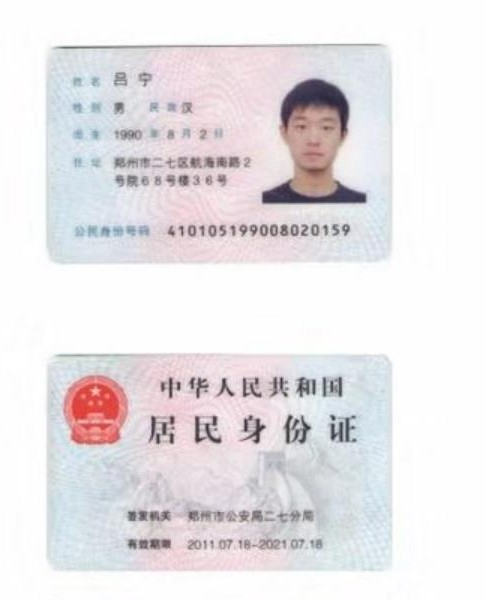 姓名 吕宁
性别 男 民族 汉
出生 1990 年 8 月 2 日
住址 郑州市二七区航海南路2
号院68号楼36号
公民身份号码 410105199008020159
中华人民共和国
居民身份证
签发机关 郑州市公安局二七分局
有效期限 2011.07.18-2021.07.18